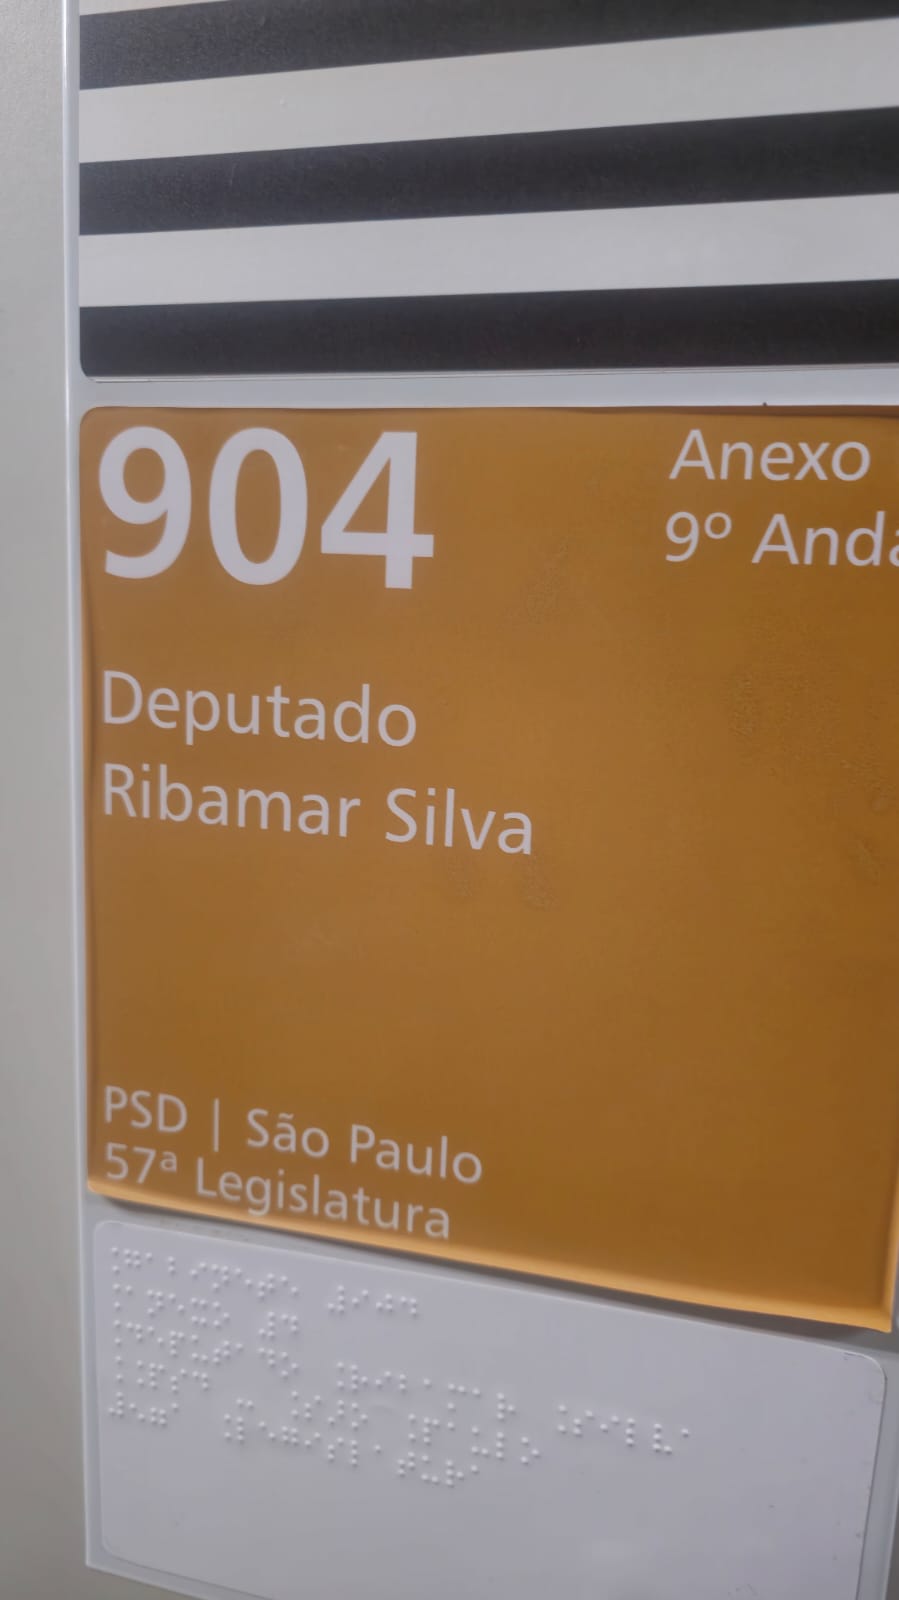 904
Anexo
9º Anda
Deputado
Ribamar Silva
PSD | São Paulo
57ª Legislatura